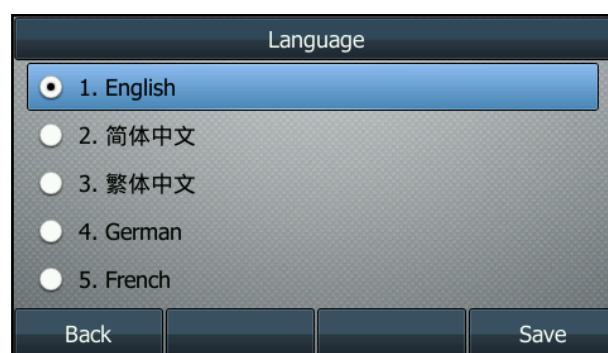 Language
1. English
2. 简体中文
3. 繁体中文
4. German
5. French
Back Save